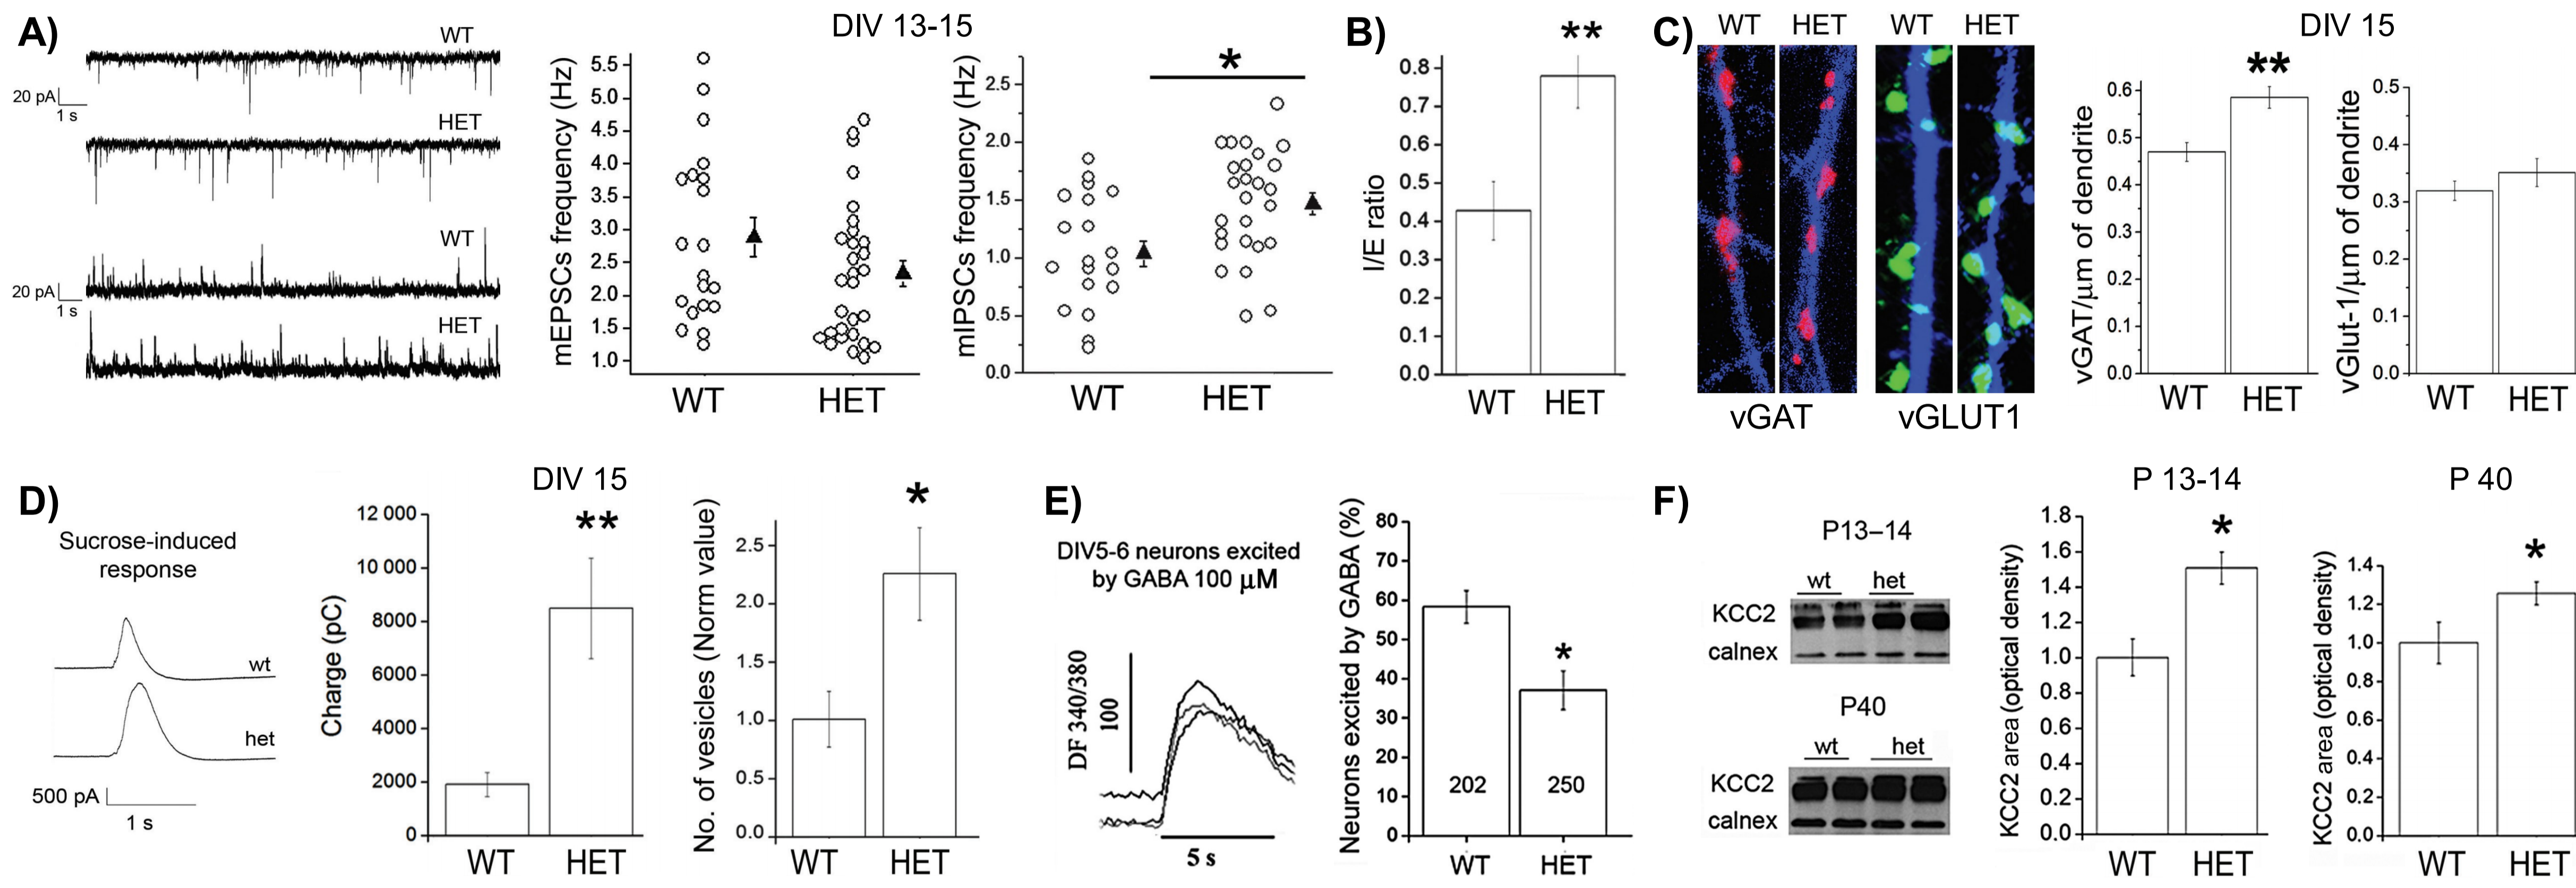 A)
DIV 13-15
WT
20 pA
1 s
HET
WT
20 pA
1 s
HET
mEPSCs frequency (Hz)
5.5
5.0
4.5
4.0
3.5
3.0
2.5
2.0
1.5
1.0
WT HET
mIPSCs frequency (Hz)
2.5
2.0
1.5
1.0
0.5
0.0
*
WT HET
B)
**
I/E ratio
0.8
0.7
0.6
0.5
0.4
0.3
0.2
0.1
0.0
WT HET
C)
WT HET WT HET
vGAT vGLUT1
DIV 15
**
vGAT/μm of dendrite
0.6
0.5
0.4
0.3
0.2
0.1
0.0
WT HET
vGlut-1/μm of dendrite
0.5
0.4
0.3
0.2
0.1
0.0
WT HET
D)
DIV 15
Sucrose-induced
response
wt
het
500 pA
1 s
Charge (pC)
12 000
10 000
8000
6000
4000
2000
0
**
WT HET
No. of vesicles (Norm value)
2.5
2.0
1.5
1.0
0.5
0.0
*
WT HET
E)
DIV5-6 neurons excited
by GABA 100 μM
DF 340/380
100
5 s
Neurons excited by GABA (%)
80
70
60
50
40
30
20
10
0
*
202 250
WT HET
F)
P13–14
wt het
KCC2
calnex
P40
wt het
KCC2
calnex
P 13-14
KCC2 area (optical density)
1.8
1.6
1.4
1.2
1.0
0.8
0.6
0.4
0.2
0.0
*
WT HET
P 40
KCC2 area (optical density)
1.4
1.2
1.0
0.8
0.6
0.4
0.2
0.0
*
WT HET